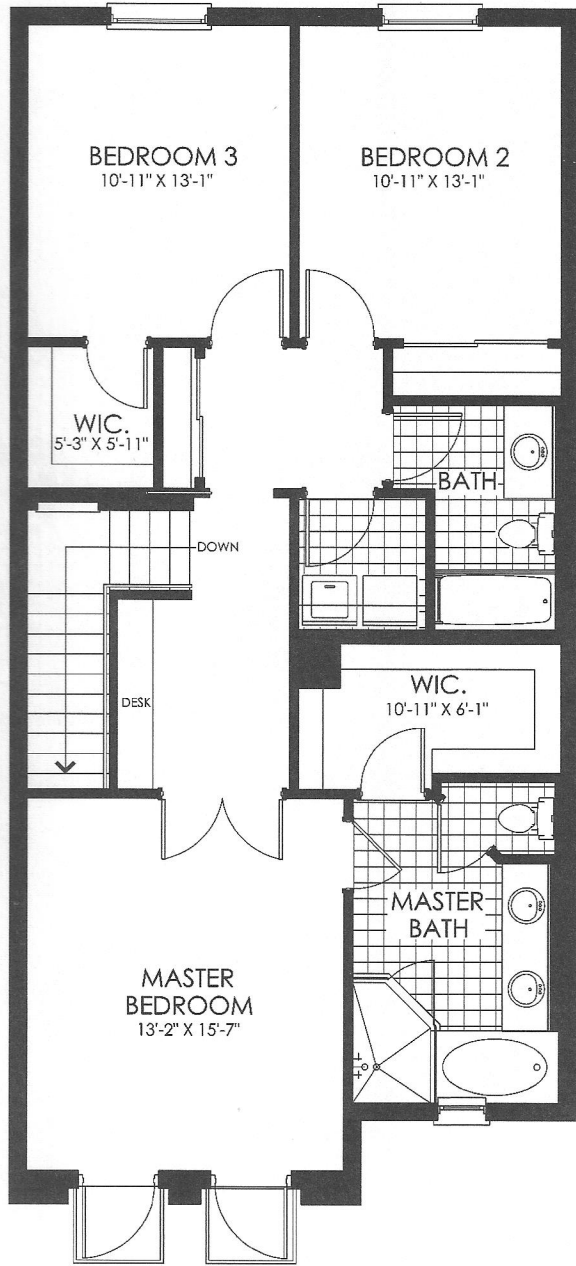 BEDROOM 3
10'-11" X 13'-1"
BEDROOM 2
10'-11" X 13'-1"
WIC.
5'-3" X 5'-11"
BATH
DOWN
DESK
WIC.
10'-11" X 6'-1"
MASTER
BATH
MASTER
BEDROOM
13'-2" X 15'-7"